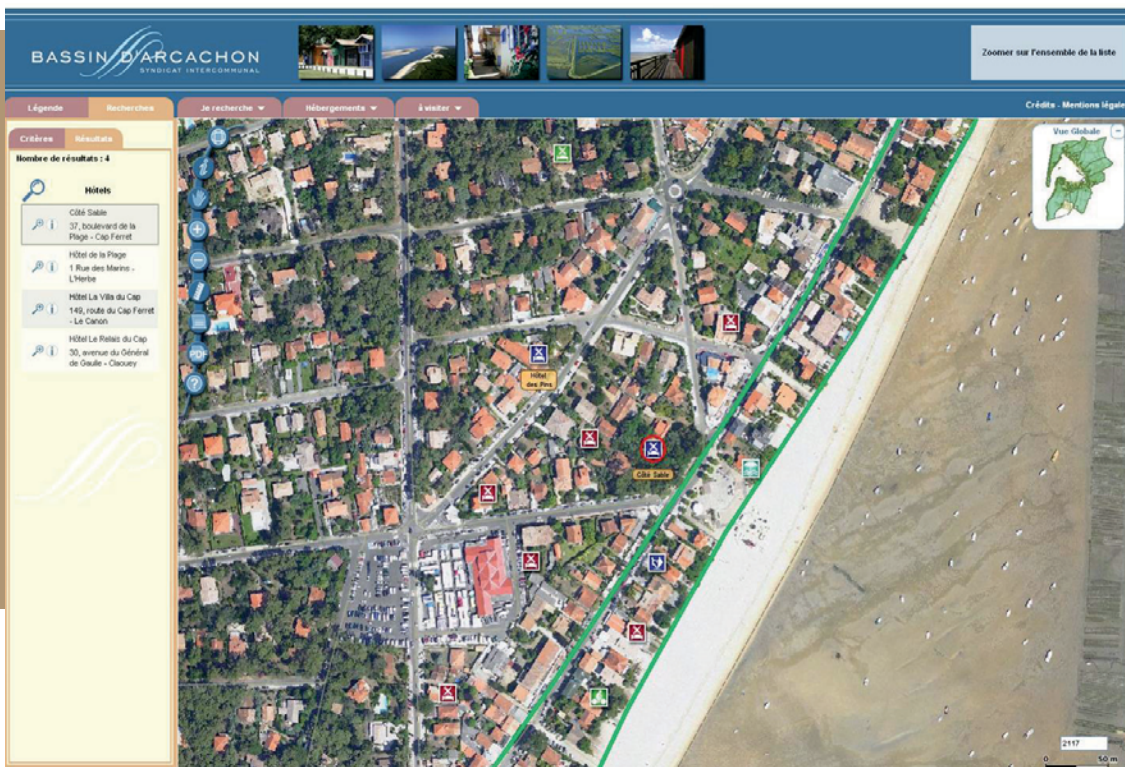 BASSIN D'ARCACHON
SYNDICAT INTERCOMMUNAL
Zoomer sur l'ensemble de la liste
Légende
Recherches
Je recherche
Hébergements
à visiter
Crédits - Mentions légale
Critères
Résultats
Nombre de résultats : 4
Hôtels
Côté Sable
37, boulevard de la
Plage - Cap Ferret
Hôtel de la Plage
1 Rue des Marins -
L'Herbe
Hôtel La Villa du Cap
149, route du Cap Ferret
- Le Canon
Hôtel Le Relais du Cap
30, avenue du Général
de Gaulle - Claouey
i
PDF
?
Vue Globale
Hôtel
des Pins
Côté Sable
2117
0 50 m